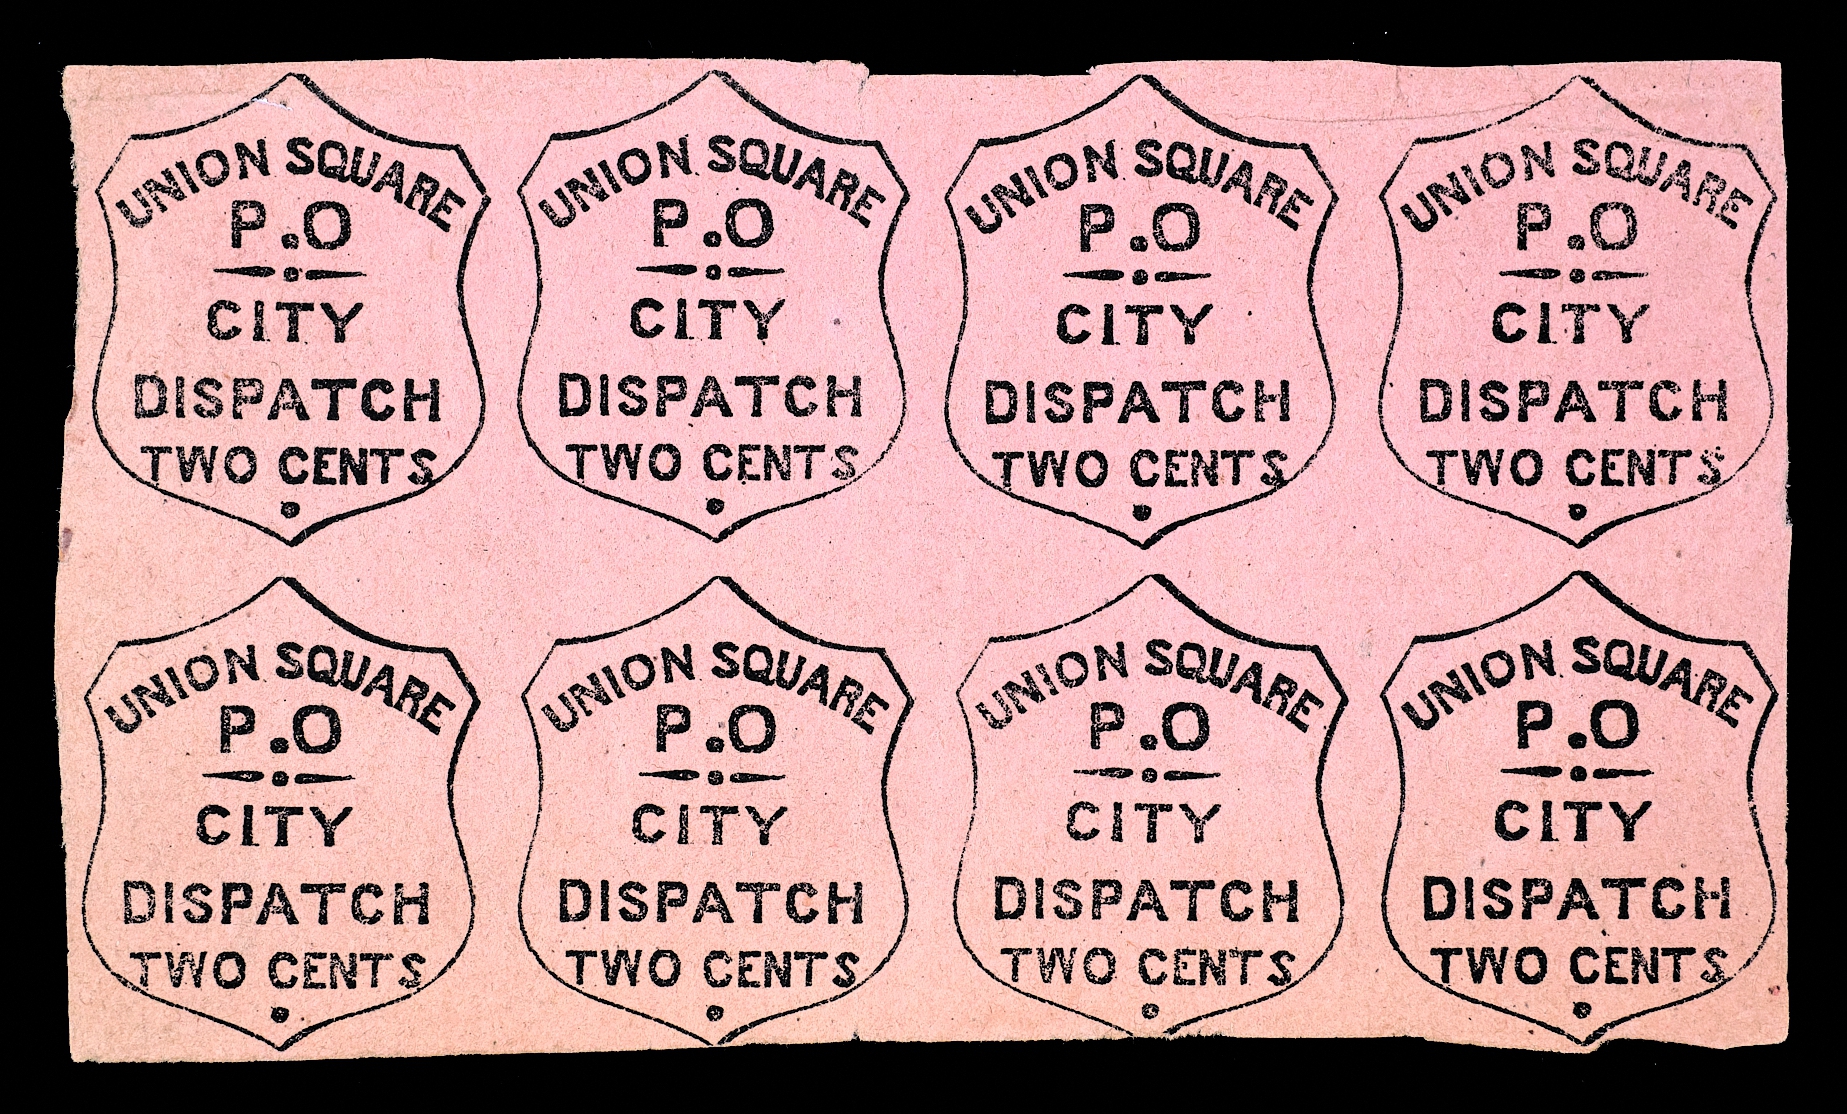 UNION SQUARE
P.O
CITY
DISPATCH
TWO CENTS
UNION SQUARE
P.O
CITY
DISPATCH
TWO CENTS
UNION SQUARE
P.O
CITY
DISPATCH
TWO CENTS
UNION SQUARE
P.O
CITY
DISPATCH
TWO CENTS
UNION SQUARE
P.O
CITY
DISPATCH
TWO CENTS
UNION SQUARE
P.O
CITY
DISPATCH
TWO CENTS
UNION SQUARE
P.O
CITY
DISPATCH
TWO CENTS
UNION SQUARE
P.O
CITY
DISPATCH
TWO CENTS